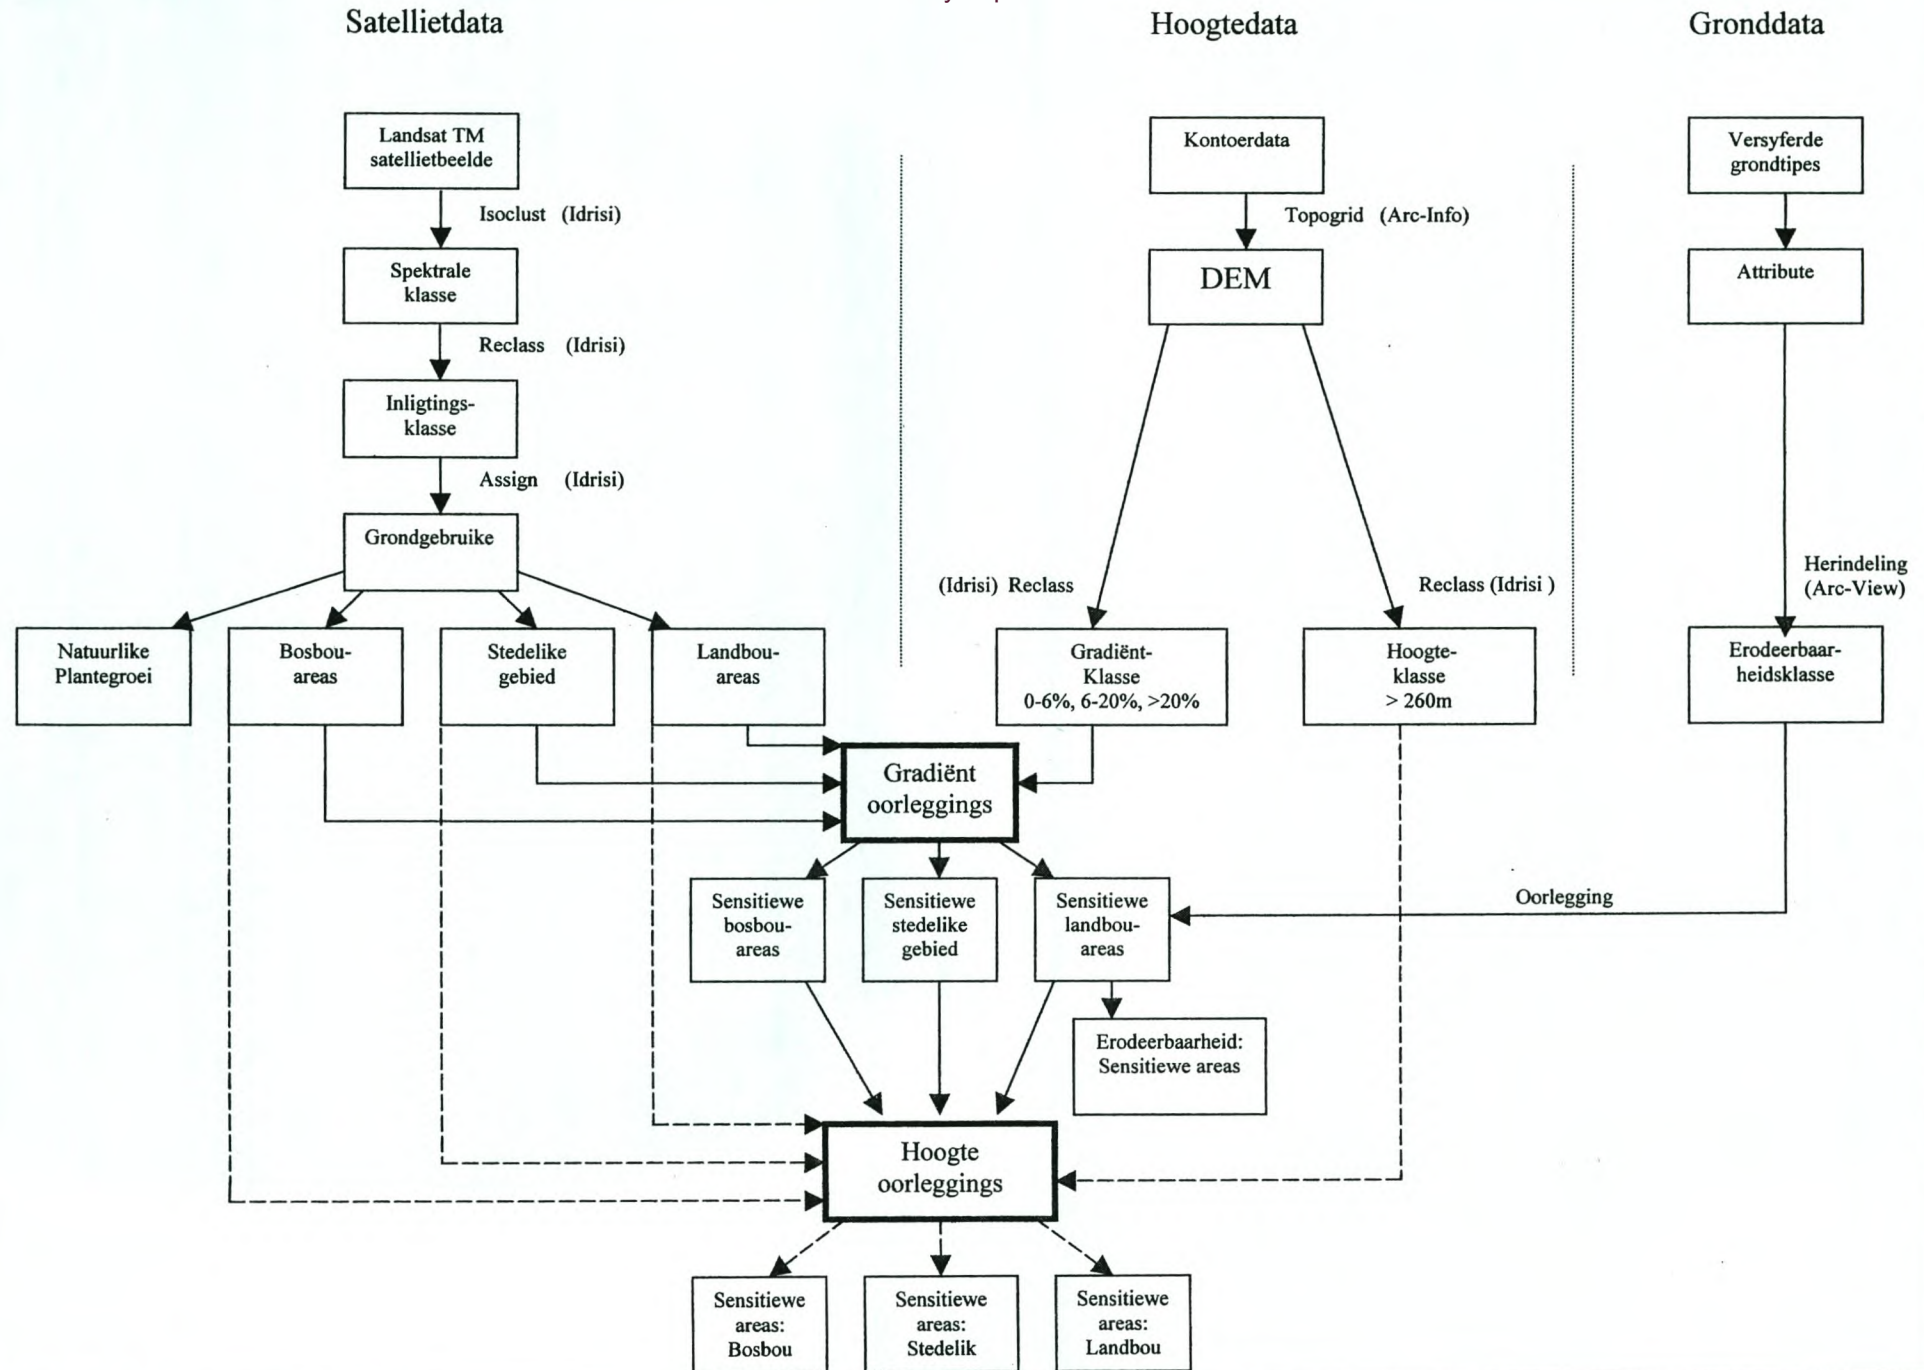 Satellietdata
Hoogtedata
Gronddata
Landsat TM
satellietbeelde
Isoclust (Idrisi)
Spektrale
klasse
Reclass (Idrisi)
Inligtings-
klasse
Assign (Idrisi)
Grondgebruike
Natuurlike
Plantegroei
Bosbou-
areas
Stedelike
gebied
Landbou-
areas
Kontoerdata
Topogrid (Arc-Info)
DEM
(Idrisi) Reclass
Reclass (Idrisi )
Gradiënt-
Klasse
0-6%, 6-20%, >20%
Hoogte-
klasse
> 260m
Versyferde
grondtipes
Attribute
Herindeling
(Arc-View)
Erodeerbaar-
heidsklasse
Gradiënt
oorleggings
Sensitiewe
bosbou-
areas
Sensitiewe
stedelike
gebied
Sensitiewe
landbou-
areas
Oorlegging
Erodeerbaarheid:
Sensitiewe areas
Hoogte
oorleggings
Sensitiewe
areas:
Bosbou
Sensitiewe
areas:
Stedelik
Sensitiewe
areas:
Landbou